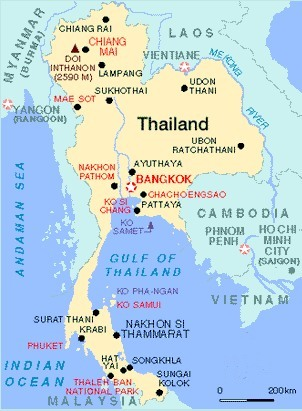 CHIANG RAI
LAOS
MYANMAR
(BURMA)
CHIANG
MAI
VIENTIANE
MEKONG
RIVER
DOI
INTHANON
(2590 M)
LAMPANG
UDON
THAI
MAE SOT
SUKHOTHAI
YANGON
(RANGOON)
Thailand
UBON
RATCHATHANI
AYUTHAYA
NAKHON
PATHOM
BANGKOK
CHACHOENGSAO
KO SI
CHANG
PATTAYA
KO
SAMET
CAMBODIA
PHNOM
PENH
HO CHI
MINH
CITY
(SAIGON)
ANDAMAN SEA
GULF OF
THAILAND
VIETNAM
KO PHA-NGAN
KO SAMUI
SURAT THANI
KRABI
NAKHON SI
THAMMARAT
PHUKET
INDIAN
OCEAN
HAT
YAI
SONGKHLA
THALEH BAN
NATIONAL PARK
SUNGAI
KOLOK
MALAYSIA
0 200 km